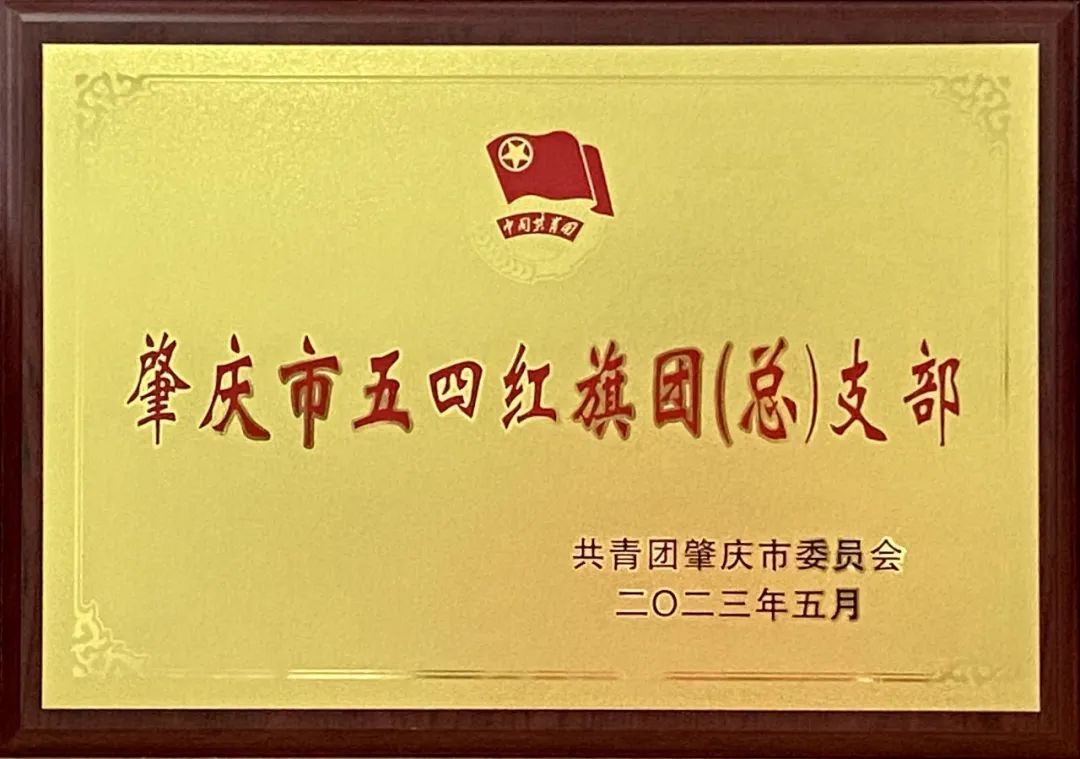 中国共青团
肇庆市五四红旗团(总)支部
共青团肇庆市委员会
二〇二三年五月